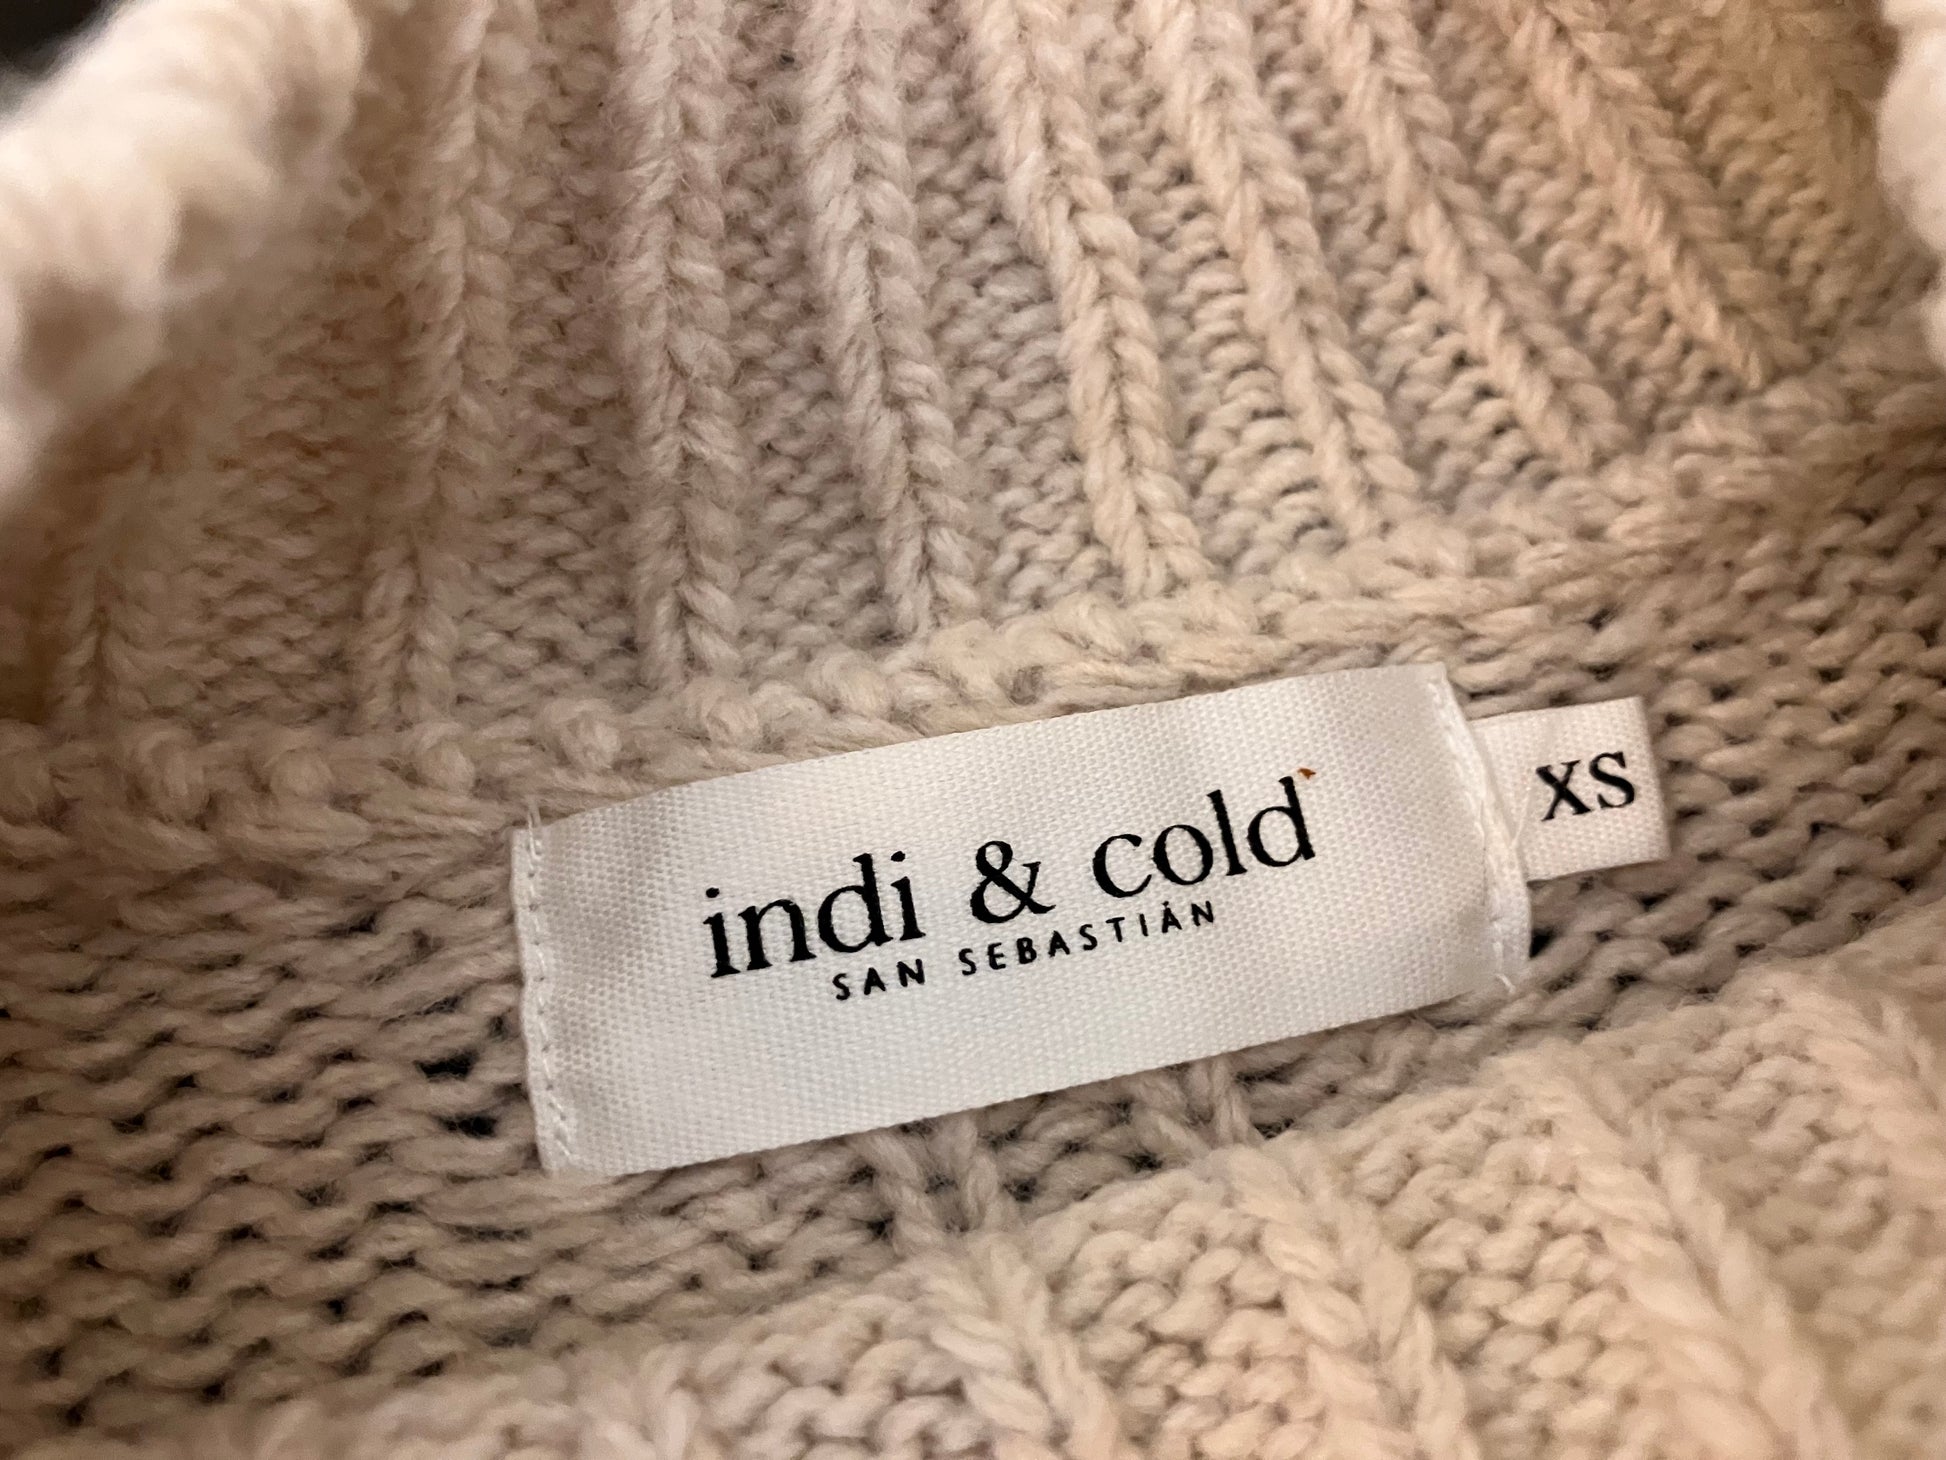 indi & cold
SAN SEBASTIÁN
XS